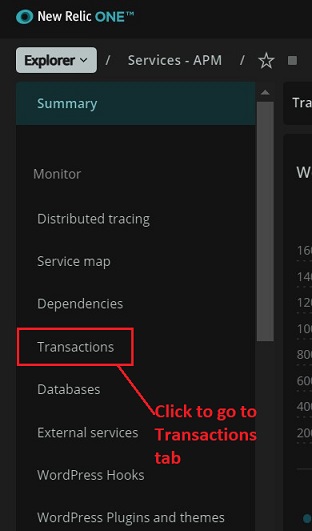 New Relic ONE™
Explorer / Services - APM /
Summary
Tra
Monitor
W
Distributed tracing
Service map
160
140
Dependencies
120
100
Transactions
800
600
Databases
400
Click to go to
Transactions
tab
External services
200
WordPress Hooks
WordPress Plugins and themes